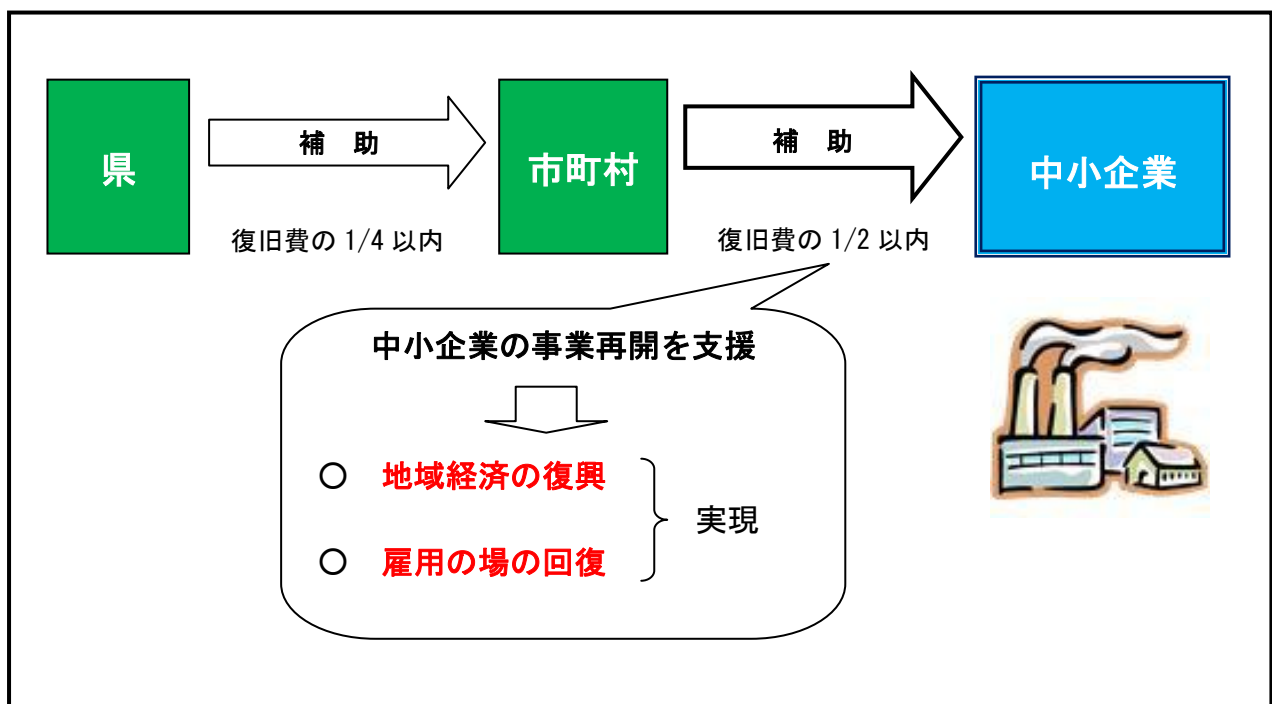 県
補 助
復旧費の 1/4 以内
市町村
補 助
復旧費の 1/2 以内
中小企業
中小企業の事業再開を支援
○ 地域経済の復興
○ 雇用の場の回復
実現